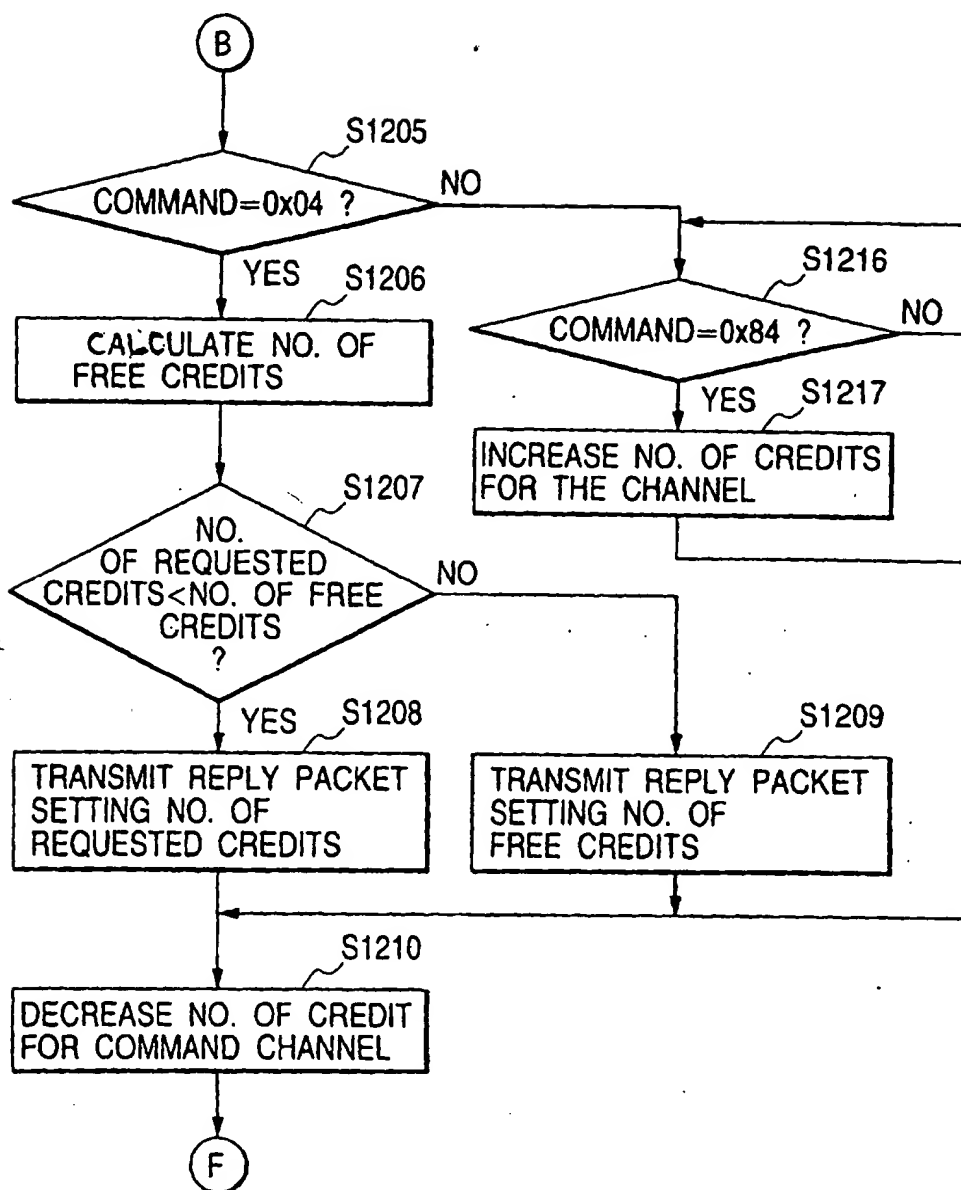 B
S1205
COMMAND=0x04 ?
NO
YES
S1206
CALCULATE NO. OF
FREE CREDITS
S1216
COMMAND=0x84 ?
NO
YES
S1217
INCREASE NO. OF CREDITS
FOR THE CHANNEL
S1207
NO.
OF REQUESTED
CREDITS<NO. OF FREE
CREDITS
?
NO
YES
S1208
TRANSMIT REPLY PACKET
SETTING NO. OF
REQUESTED CREDITS
S1209
TRANSMIT REPLY PACKET
SETTING NO. OF
FREE CREDITS
S1210
DECREASE NO. OF CREDIT
FOR COMMAND CHANNEL
F